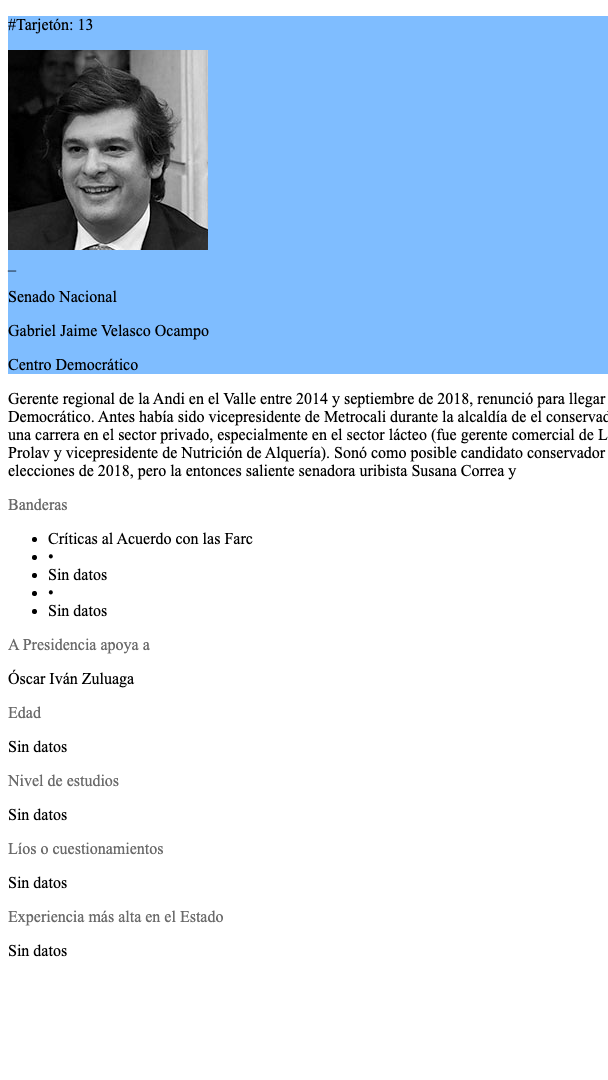 #Tarjetón: 13
_
Senado Nacional
Gabriel Jaime Velasco Ocampo
Centro Democrático
Gerente regional de la Andi en el Valle entre 2014 y septiembre de 2018, renunció para llegar
Democrático. Antes había sido vicepresidente de Metrocali durante la alcaldía de el
una carrera en el sector privado, especialmente en el sector lácteo (fue gerente comercial de
Prolav y vicepresidente de Nutrición de Alquería). Sonó como posible candidato conservador
elecciones de 2018, pero la entonces saliente senadora uribista Susana Correa y
Banderas
• Críticas al Acuerdo con las Farc
• •
• Sin datos
• •
• Sin datos
A Presidencia apoya a
Óscar Iván Zuluaga
Edad
Sin datos
Nivel de estudios
Sin datos
Líos o cuestionamientos
Sin datos
Experiencia más alta en el Estado
Sin datos